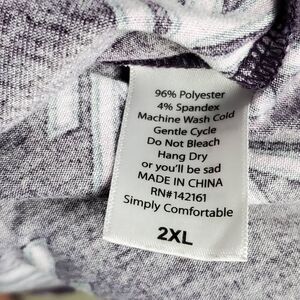 96% Polyester
4% Spandex
Machine Wash Cold
Gentle Cycle
Do Not Bleach
Hang Dry
or you'll be sad
MADE IN CHINA
RN#142161
Simply Comfortable
2XL